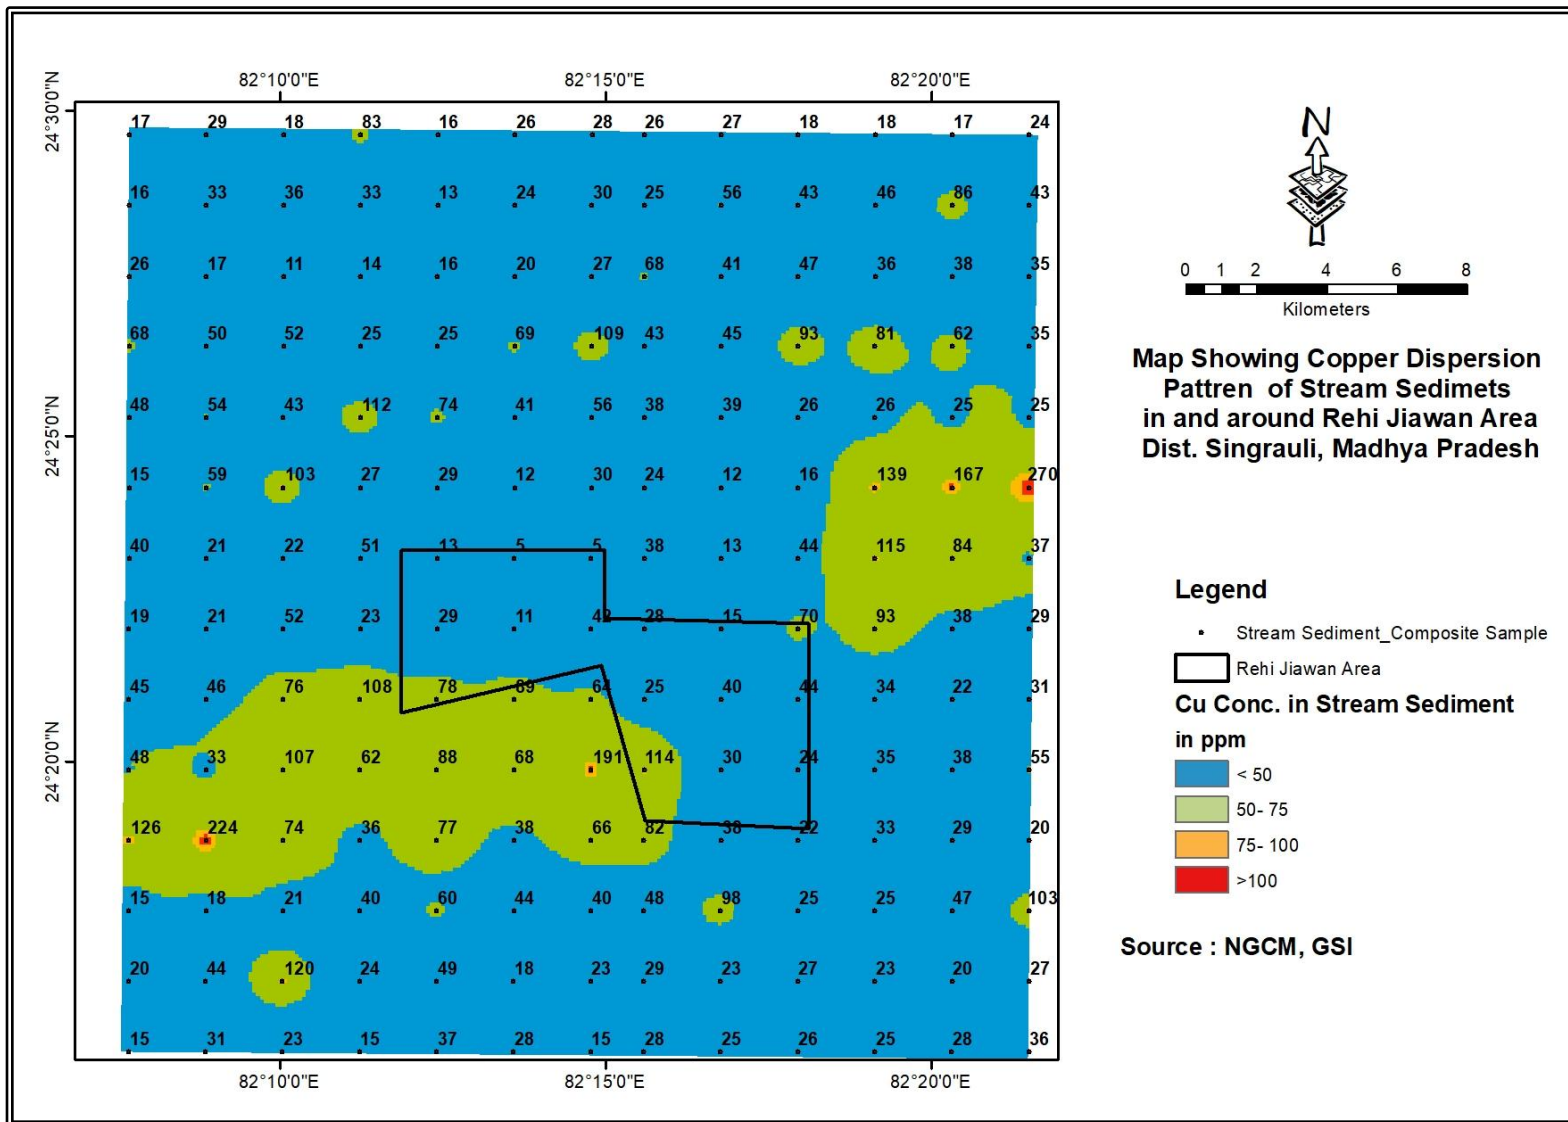 82°10'0"E 82°15'0"E 82°20'0"E
24°30'0"N
17 29 18 83 16 26 28 26 27 18 18 17 24
16 33 36 33 13 24 30 25 56 43 46 86 43
26 17 11 14 16 20 27 68 41 47 36 38 35
68 50 52 25 25 69 109 43 45 93 81 62 35
48 54 43 112 74 41 56 38 39 26 26 25 25
24°25'0"N
15 59 103 27 29 12 30 24 12 16 139 167 270
40 21 22 51 13 5 5 38 13 44 115 84 37
19 21 52 23 29 11 42 28 15 70 93 38 29
45 46 76 108 78 89 64 25 40 44 34 22 31
24°20'0"N
48 33 107 62 88 68 191 114 30 24 35 38 55
126 224 74 36 77 38 66 82 38 22 33 29 20
15 18 21 40 60 44 40 48 98 25 25 47 103
20 44 120 24 49 18 23 29 23 27 23 20 27
15 31 23 15 37 28 15 28 25 26 25 28 36
82°10'0"E 82°15'0"E 82°20'0"E
N
0 1 2 4 6 8
Kilometers
Map Showing Copper Dispersion
Pattren of Stream Sedimets
in and around Rehi Jiawan Area
Dist. Singrauli, Madhya Pradesh
Legend
Stream Sediment_Composite Sample
Rehi Jiawan Area
Cu Conc. in Stream Sediment
in ppm
< 50
50- 75
75- 100
>100
Source : NGCM, GSI